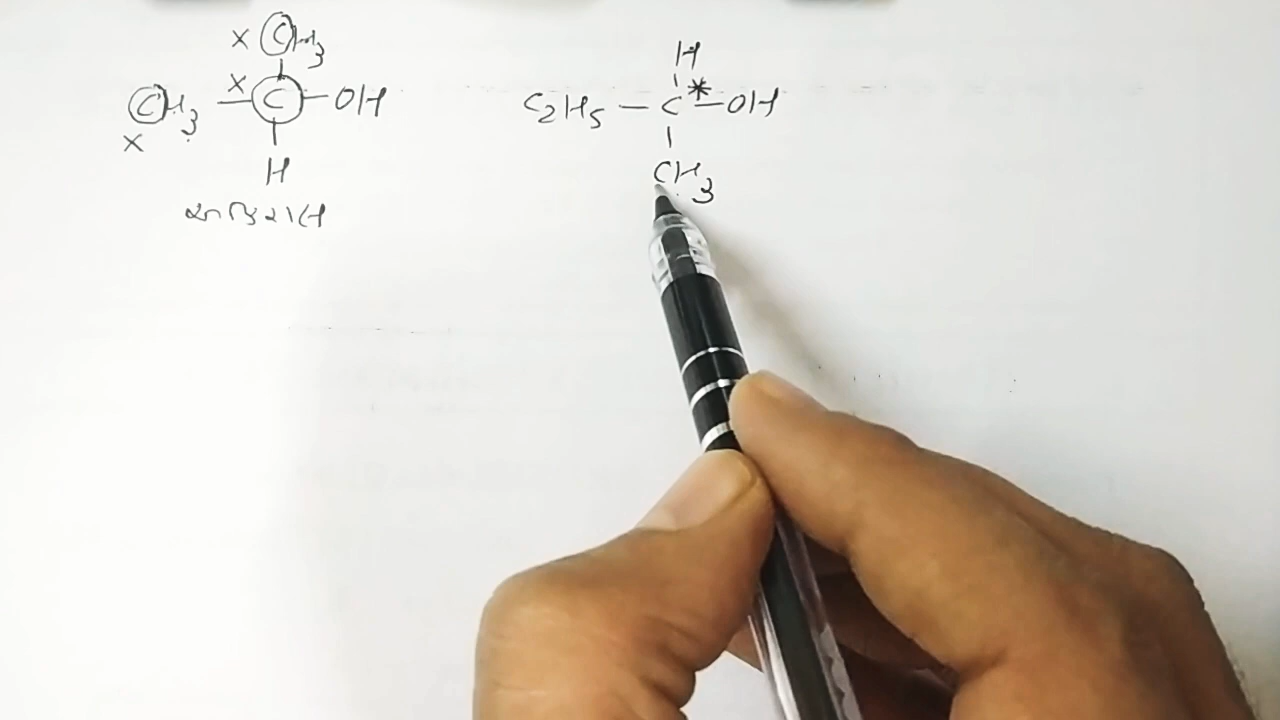 × CH3
CH3 — C — OH
×
×
H
H
C2H5 — C* — OH
CH3